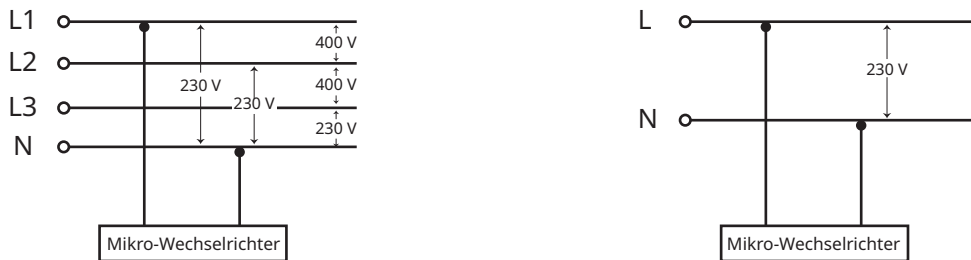 L1
400 V
L2
230 V
400 V
230 V
L3
230 V
N
Mikro-Wechselrichter
L
230 V
N
Mikro-Wechselrichter